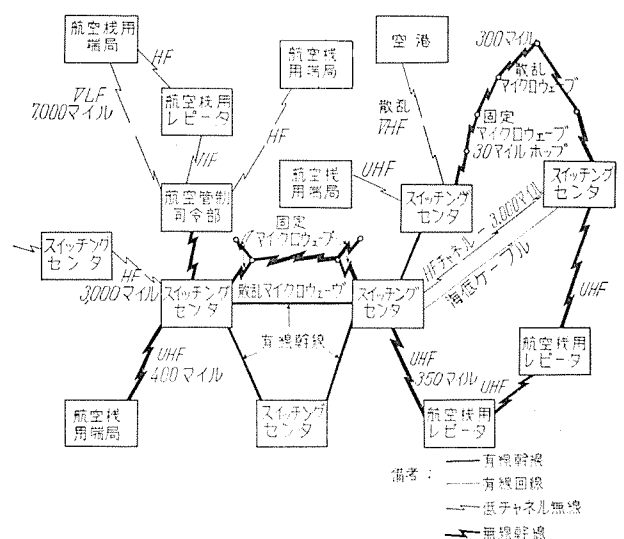 航空桟用
端局
HF
VLF
7,000マイル
航空桟用
レピータ
HF
航空桟用
端局
HF
航空管制
司令部
空港
散乱
VHF
航空桟用
端局
UHF
スイッチング
センタ
300マイル
散乱
マイクロウェーブ
固定
マイクロウェーブ
30マイルホップ
スイッチング
センタ
スイッチング
センタ
HF
3,000マイル
スイッチング
センタ
固定
マイクロウェーブ
散乱マイクロウェーヴ
スイッチング
センタ
HFチャネル-3,000マイル
海底ケーブル
UHF
有線幹線
UHF
400マイル
航空桟
用端局
スイッチング
センタ
UHF
350マイル
航空桟用
レピータ
UHF
航空桟用
レピータ
備考:
有線幹線
有線回線
低チャネル無線
無線幹線